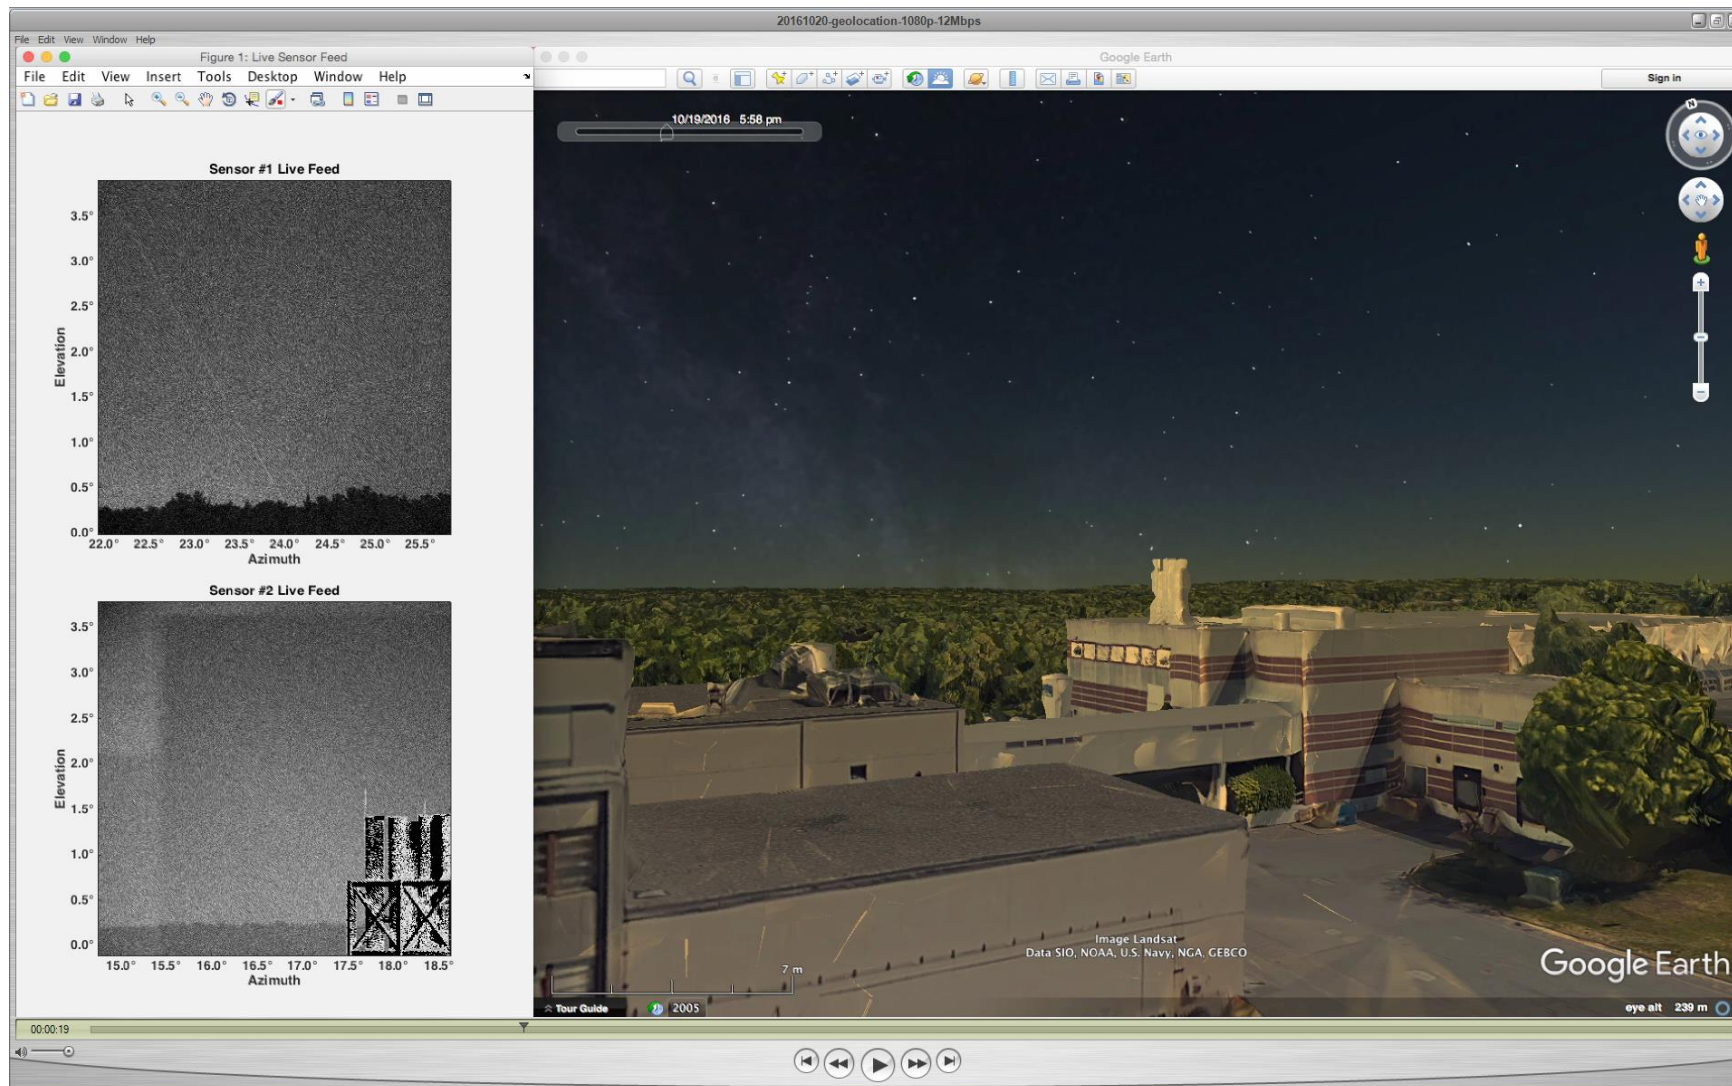 20161020-geolocation-1080p-12Mbps
File Edit View Window Help
Figure 1: Live Sensor Feed
File Edit View Insert Tools Desktop Window Help
Sensor #1 Live Feed
3.5°
3.0°
2.5°
2.0°
1.5°
1.0°
0.5°
0.0°
Elevation
22.0° 22.5° 23.0° 23.5° 24.0° 24.5° 25.0° 25.5°
Azimuth
Sensor #2 Live Feed
3.5°
3.0°
2.5°
2.0°
1.5°
1.0°
0.5°
0.0°
Elevation
15.0° 15.5° 16.0° 16.5° 17.0° 17.5° 18.0° 18.5°
Azimuth
Google Earth
Sign in
10/19/2016 5:58 pm
N
Image Landsat
Data SIO, NOAA, U.S. Navy, NGA, GEBCO
7 m
Google Earth
Tour Guide
2005
eye alt 239 m
00:00:19